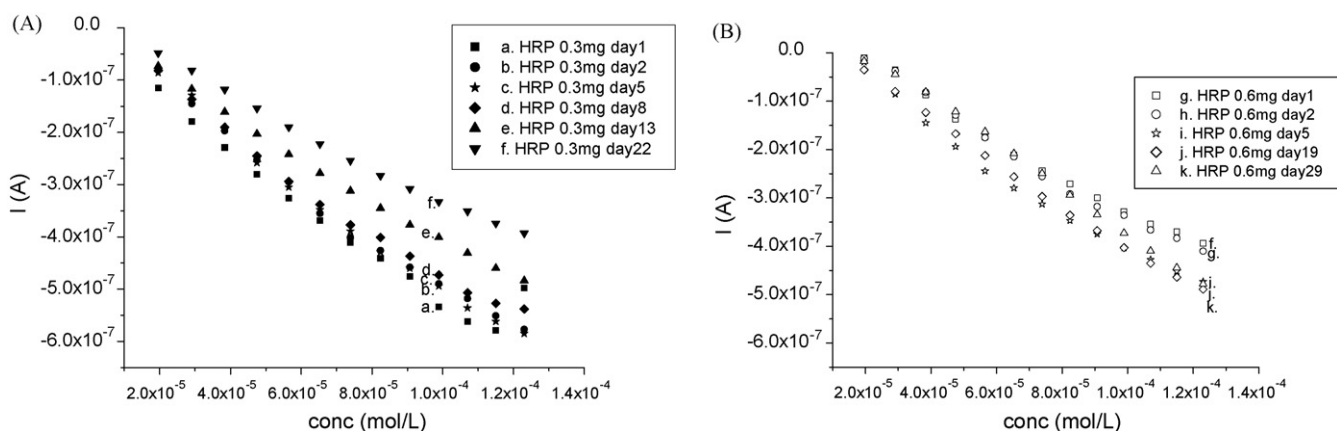 (A)
0.0
-1.0x10⁻⁷
-2.0x10⁻⁷
-3.0x10⁻⁷
-4.0x10⁻⁷
-5.0x10⁻⁷
-6.0x10⁻⁷
I (A)
a. HRP 0.3mg day1
b. HRP 0.3mg day2
c. HRP 0.3mg day5
d. HRP 0.3mg day8
e. HRP 0.3mg day13
f. HRP 0.3mg day22
f.
e.
d.
c.
b.
a.
2.0x10⁻⁵ 4.0x10⁻⁵ 6.0x10⁻⁵ 8.0x10⁻⁵ 1.0x10⁻⁴ 1.2x10⁻⁴ 1.4x10⁻⁴
conc (mol/L)
(B)
0.0
-1.0x10⁻⁷
-2.0x10⁻⁷
-3.0x10⁻⁷
-4.0x10⁻⁷
-5.0x10⁻⁷
-6.0x10⁻⁷
I (A)
g. HRP 0.6mg day1
h. HRP 0.6mg day2
i. HRP 0.6mg day5
j. HRP 0.6mg day19
k. HRP 0.6mg day29
f.
g.
i.
j.
k.
2.0x10⁻⁵ 4.0x10⁻⁵ 6.0x10⁻⁵ 8.0x10⁻⁵ 1.0x10⁻⁴ 1.2x10⁻⁴ 1.4x10⁻⁴
conc (mol/L)